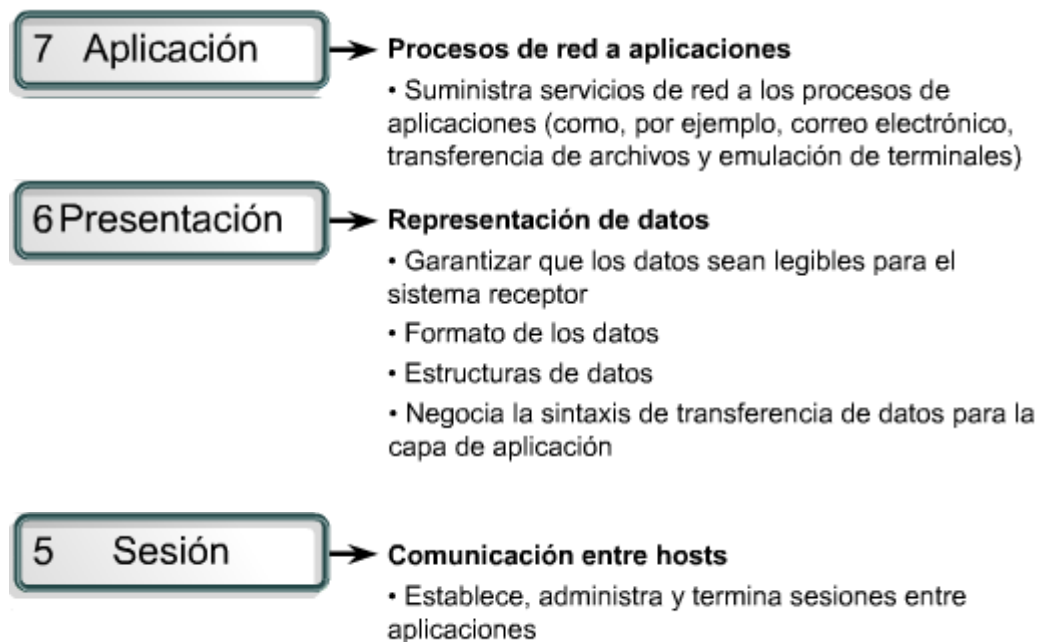 7 Aplicación
Procesos de red a aplicaciones
• Suministra servicios de red a los procesos de
aplicaciones (como, por ejemplo, correo electrónico,
transferencia de archivos y emulación de terminales)
6 Presentación
Representación de datos
• Garantizar que los datos sean legibles para el
sistema receptor
• Formato de los datos
• Estructuras de datos
• Negocia la sintaxis de transferencia de datos para la
capa de aplicación
5 Sesión
Comunicación entre hosts
• Establece, administra y termina sesiones entre
aplicaciones